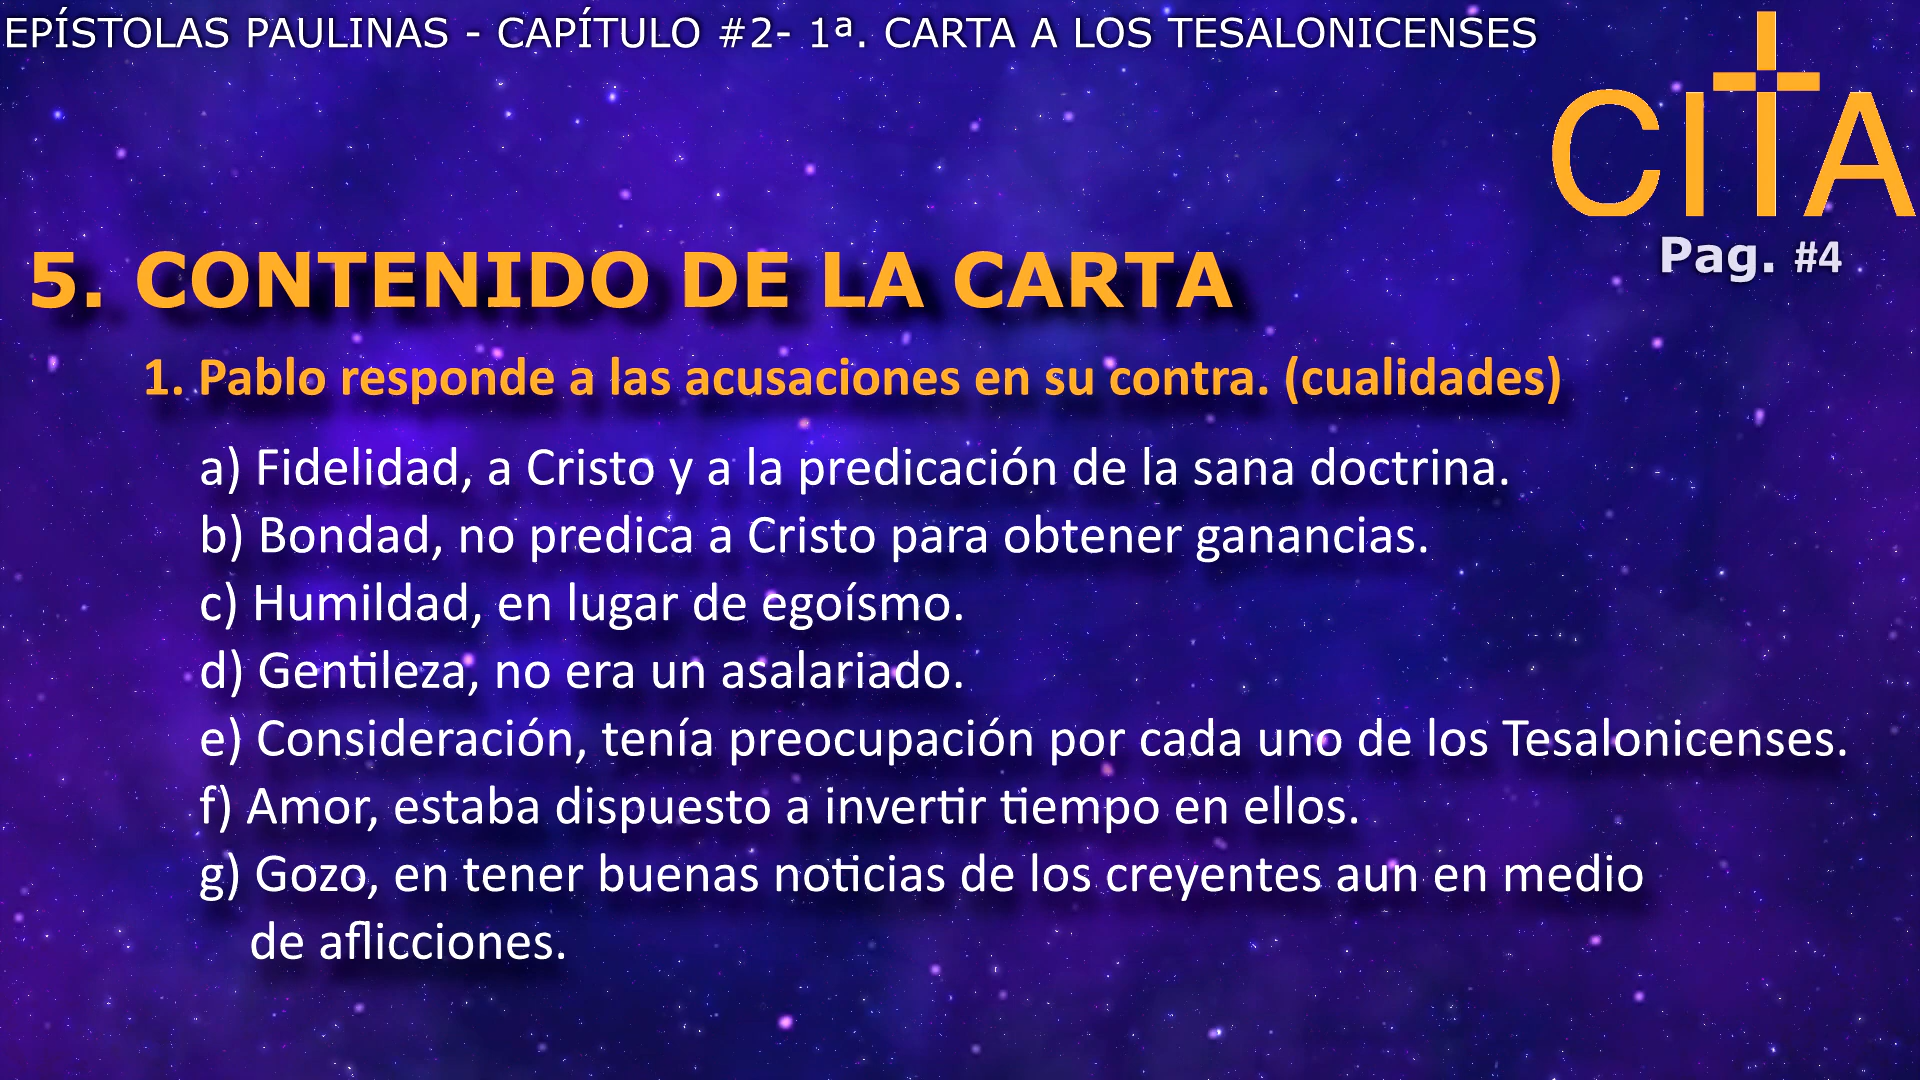 EPÍSTOLAS PAULINAS - CAPÍTULO #2- 1ª. CARTA A LOS TESALONICENSES
CITA
Pag. #4
5. CONTENIDO DE LA CARTA
1. Pablo responde a las acusaciones en su contra. (cualidades)
a) Fidelidad, a Cristo y a la predicación de la sana doctrina.
b) Bondad, no predica a Cristo para obtener ganancias.
c) Humildad, en lugar de egoísmo.
d) Gentileza, no era un asalariado.
e) Consideración, tenía preocupación por cada uno de los Tesalonicenses.
f) Amor, estaba dispuesto a invertir tiempo en ellos.
g) Gozo, en tener buenas noticias de los creyentes aun en medio
de aflicciones.